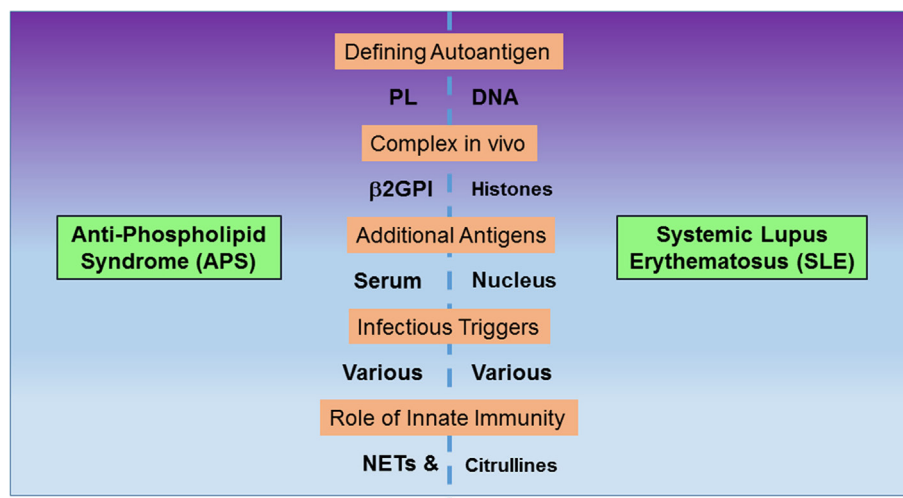 Defining Autoantigen
PL DNA
Complex in vivo
β2GPI Histones
Anti-Phospholipid
Syndrome (APS)
Additional Antigens
Systemic Lupus
Erythematosus (SLE)
Serum Nucleus
Infectious Triggers
Various Various
Role of Innate Immunity
NETs & Citrullines